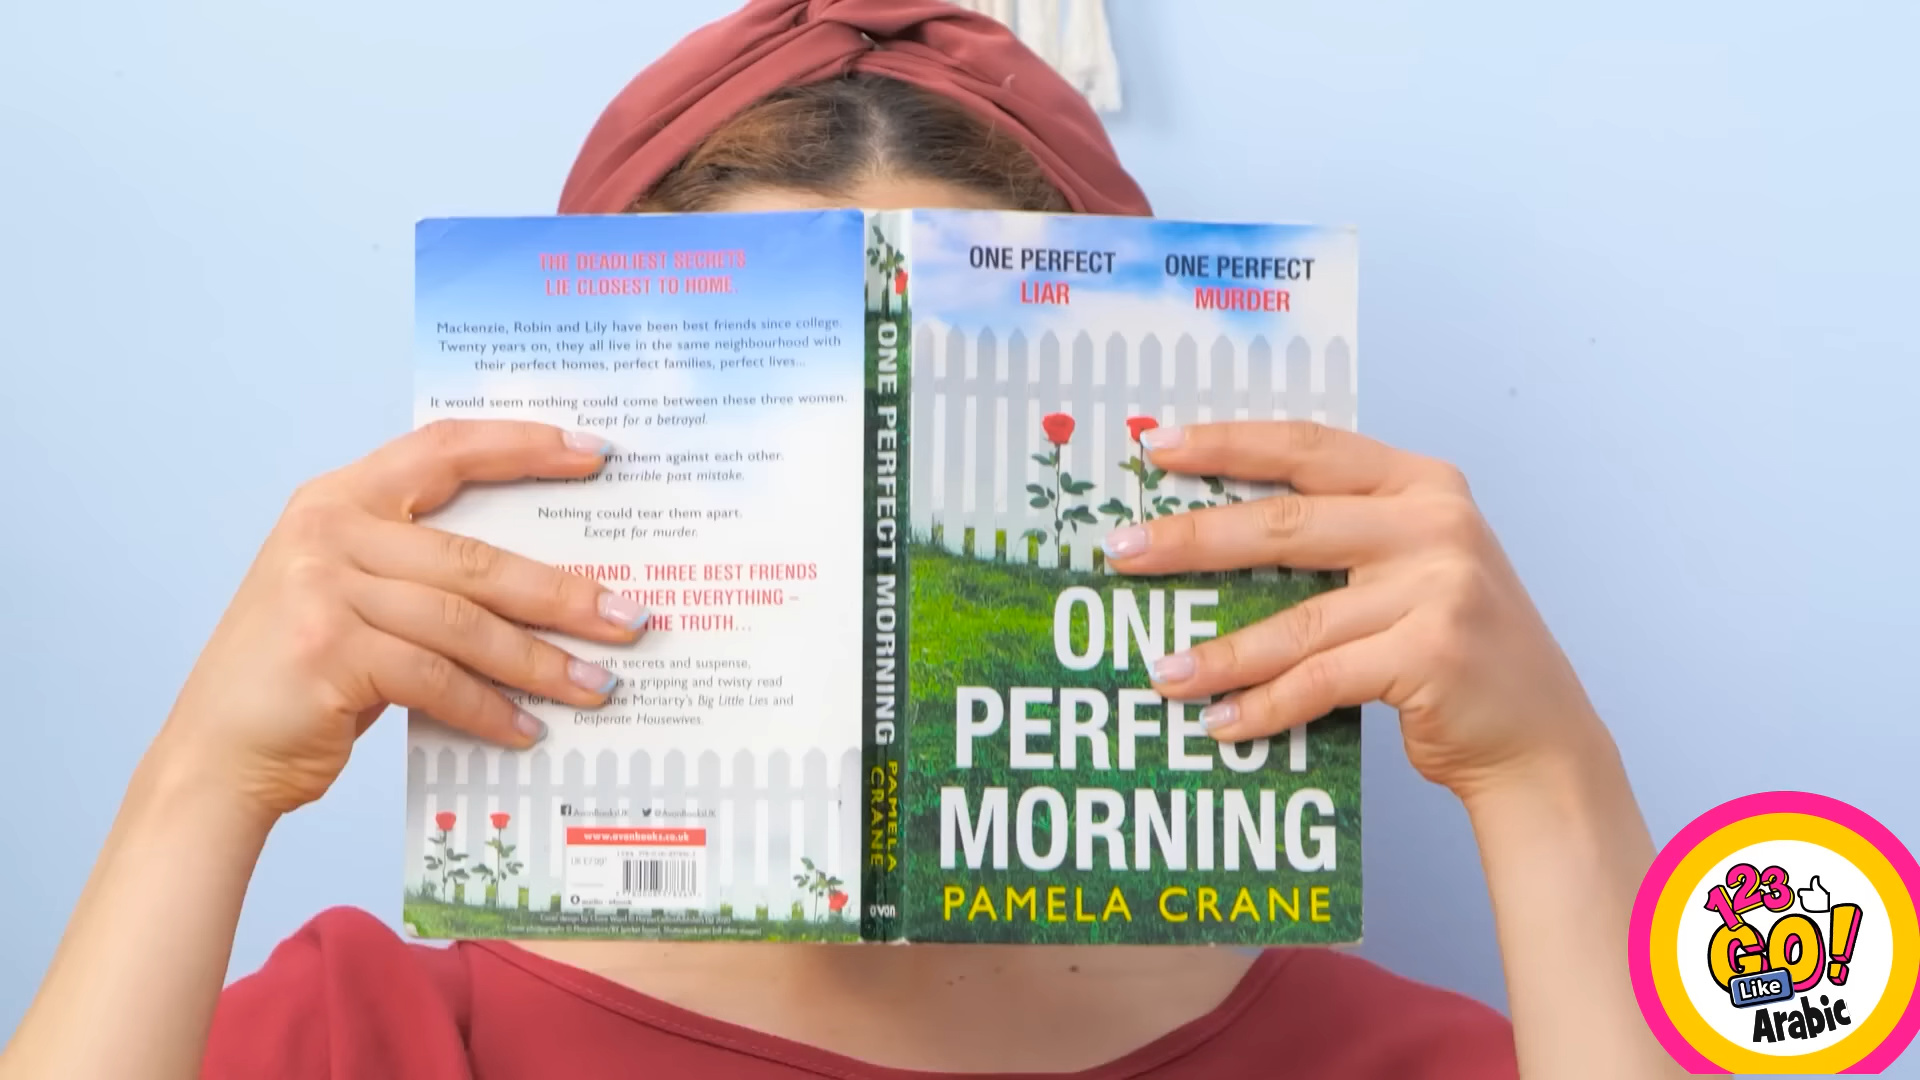 THE DEADLIEST SECRETS
LIE CLOSEST TO HOME.
Mackenzie, Robin and Lily have been best friends since college.
Twenty years on, they all live in the same neighbourhood with
their perfect homes, perfect families, perfect lives...
It would seem nothing could come between these three women.
Except for a betrayal.
them against each other.
a terrible past mistake.
Nothing could tear them apart.
Except for murder.
THREE BEST FRIENDS
OTHER EVERYTHING –
THE TRUTH...
with secrets and suspense,
is a gripping and twisty read
Moriarty's Big Little Lies and
Desperate Housewives.
AvonBooksUK @AvonBooksUK
www.avonbooks.co.uk
ONE PERFECT MORNING
PAMELA
CRANE
avon
ONE PERFECT
LIAR
ONE PERFECT
MURDER
ONE
PERFECT
MORNING
PAMELA CRANE
123
GO!
Like
Arabic